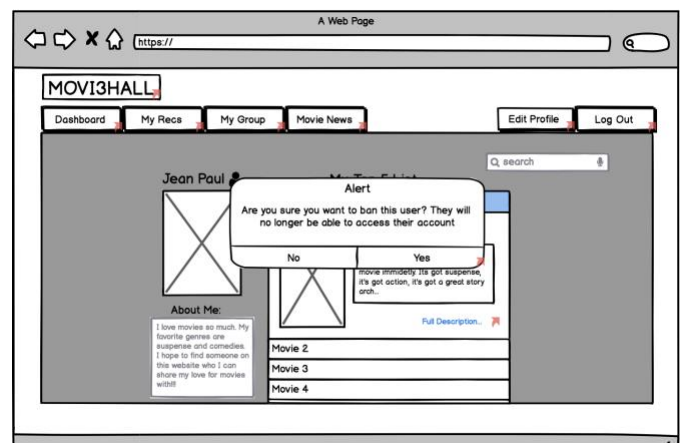 A Web Page
https://
MOVI3HALL
Dashboard
My Recs
My Group
Movie News
Edit Profile
Log Out
search
Jean Paul
Alert
Are you sure you want to ban this user? They will
no longer be able to access their account
No
Yes
movie immidetly. Its got suspense,
it's got action, it's got a great story
arch..
Full Description..
About Me:
I love movies so much. My
favorite genres are
suspense and comedies.
I hope to find someone on
this website who I can
share my love for movies
with!!!
Movie 2
Movie 3
Movie 4